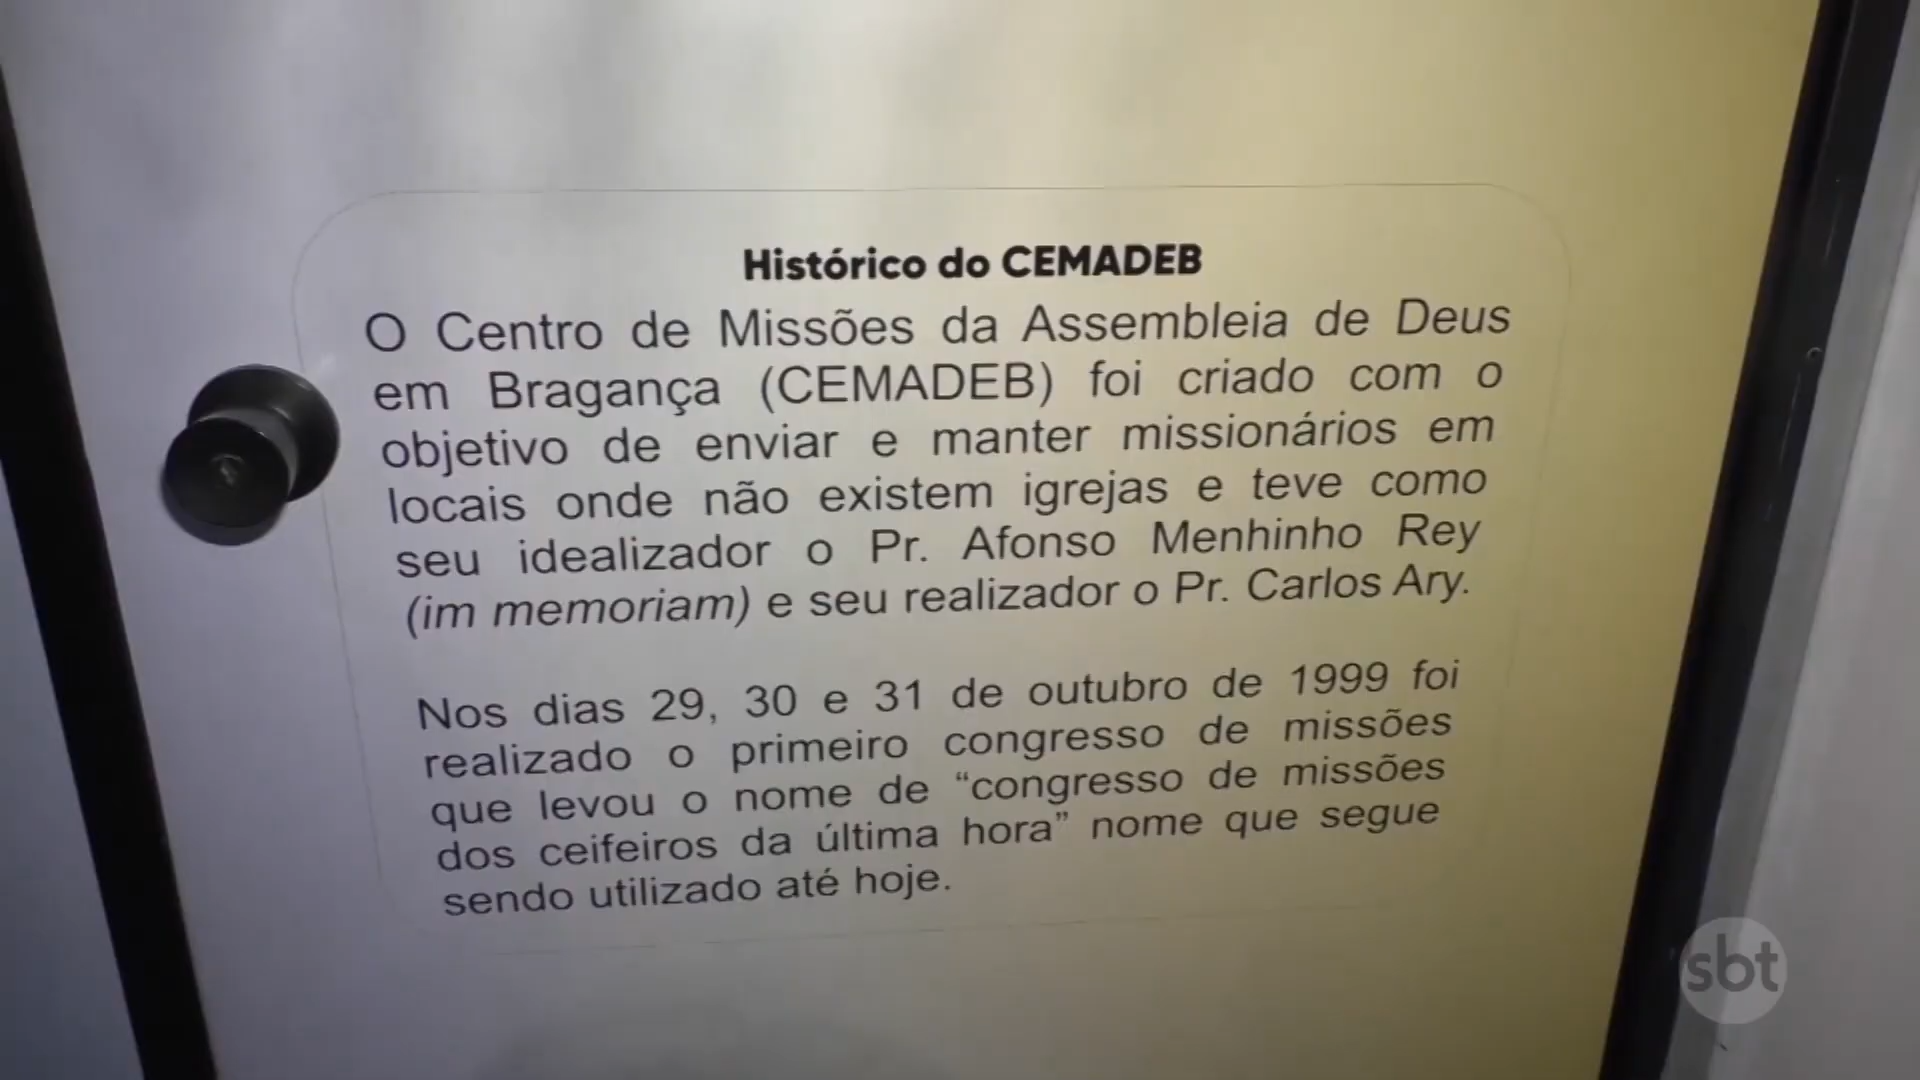 Histórico do CEMADEB
O Centro de Missões da Assembleia de Deus
em Bragança (CEMADEB) foi criado com o
objetivo de enviar e manter missionários em
locais onde não existem igrejas e teve como
seu idealizador o Pr. Afonso Menhinho Rey
(im memoriam) e seu realizador o Pr. Carlos Ary.
Nos dias 29, 30 e 31 de outubro de 1999 foi
realizado o primeiro congresso de missões
que levou o nome de “congresso de missões
dos ceifeiros da última hora” nome que segue
sendo utilizado até hoje.
sbt